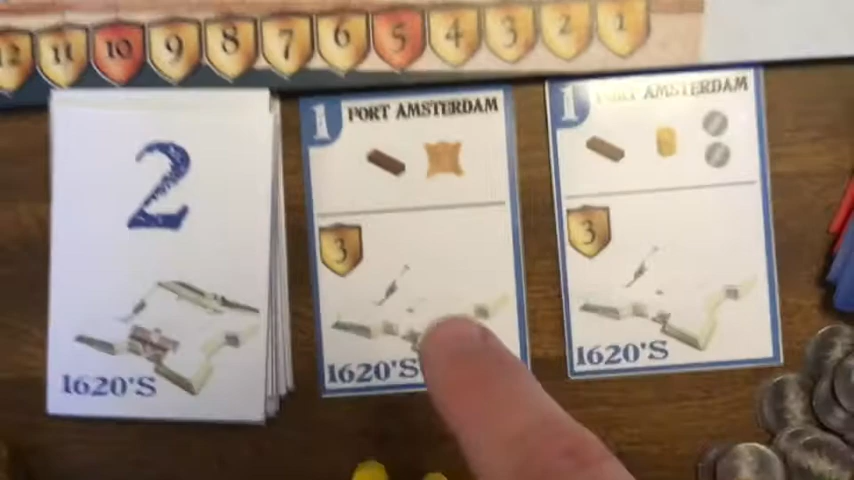 12 11 10 9 8 7 6 5 4 3 2 1
2
1620'S
1 PORT AMSTERDAM
3
1620'S
1 PORT AMSTERDAM
3
1620'S